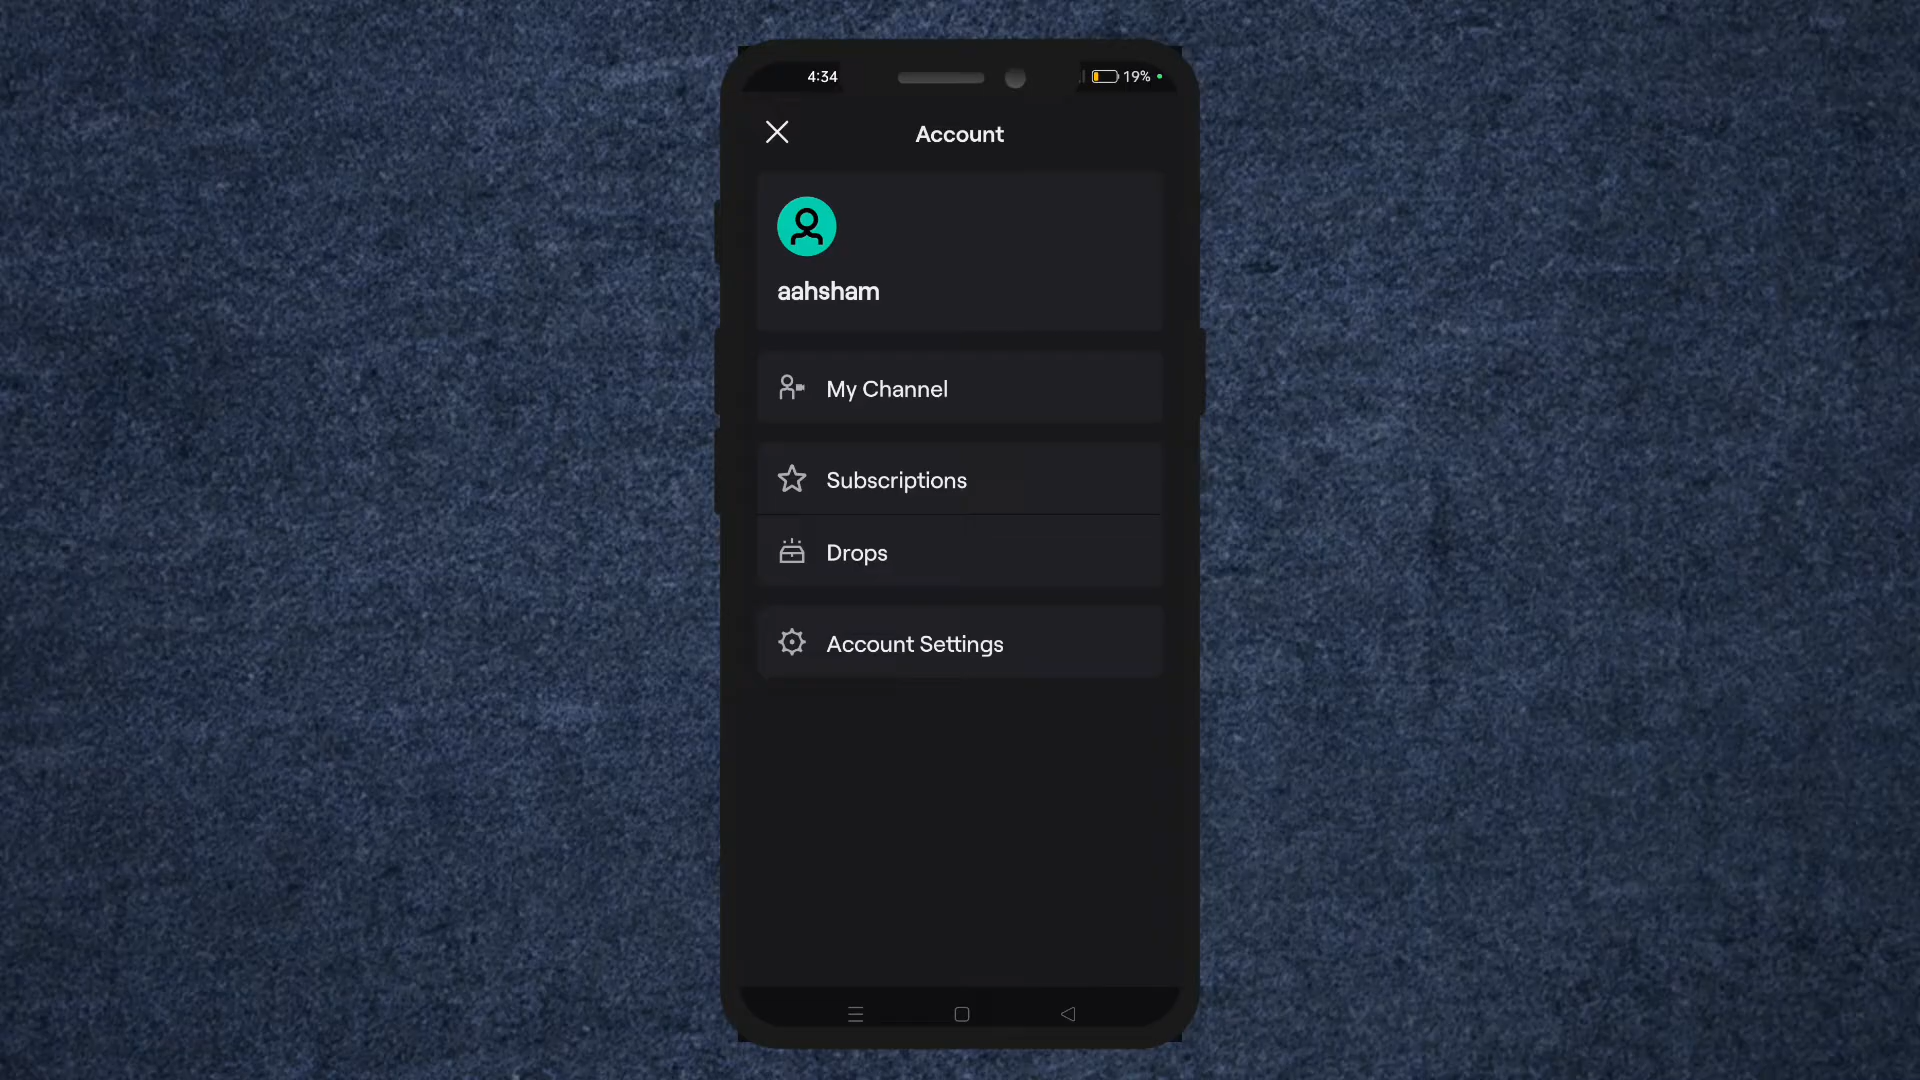 4:34
19%
Account
aahsham
My Channel
Subscriptions
Drops
Account Settings